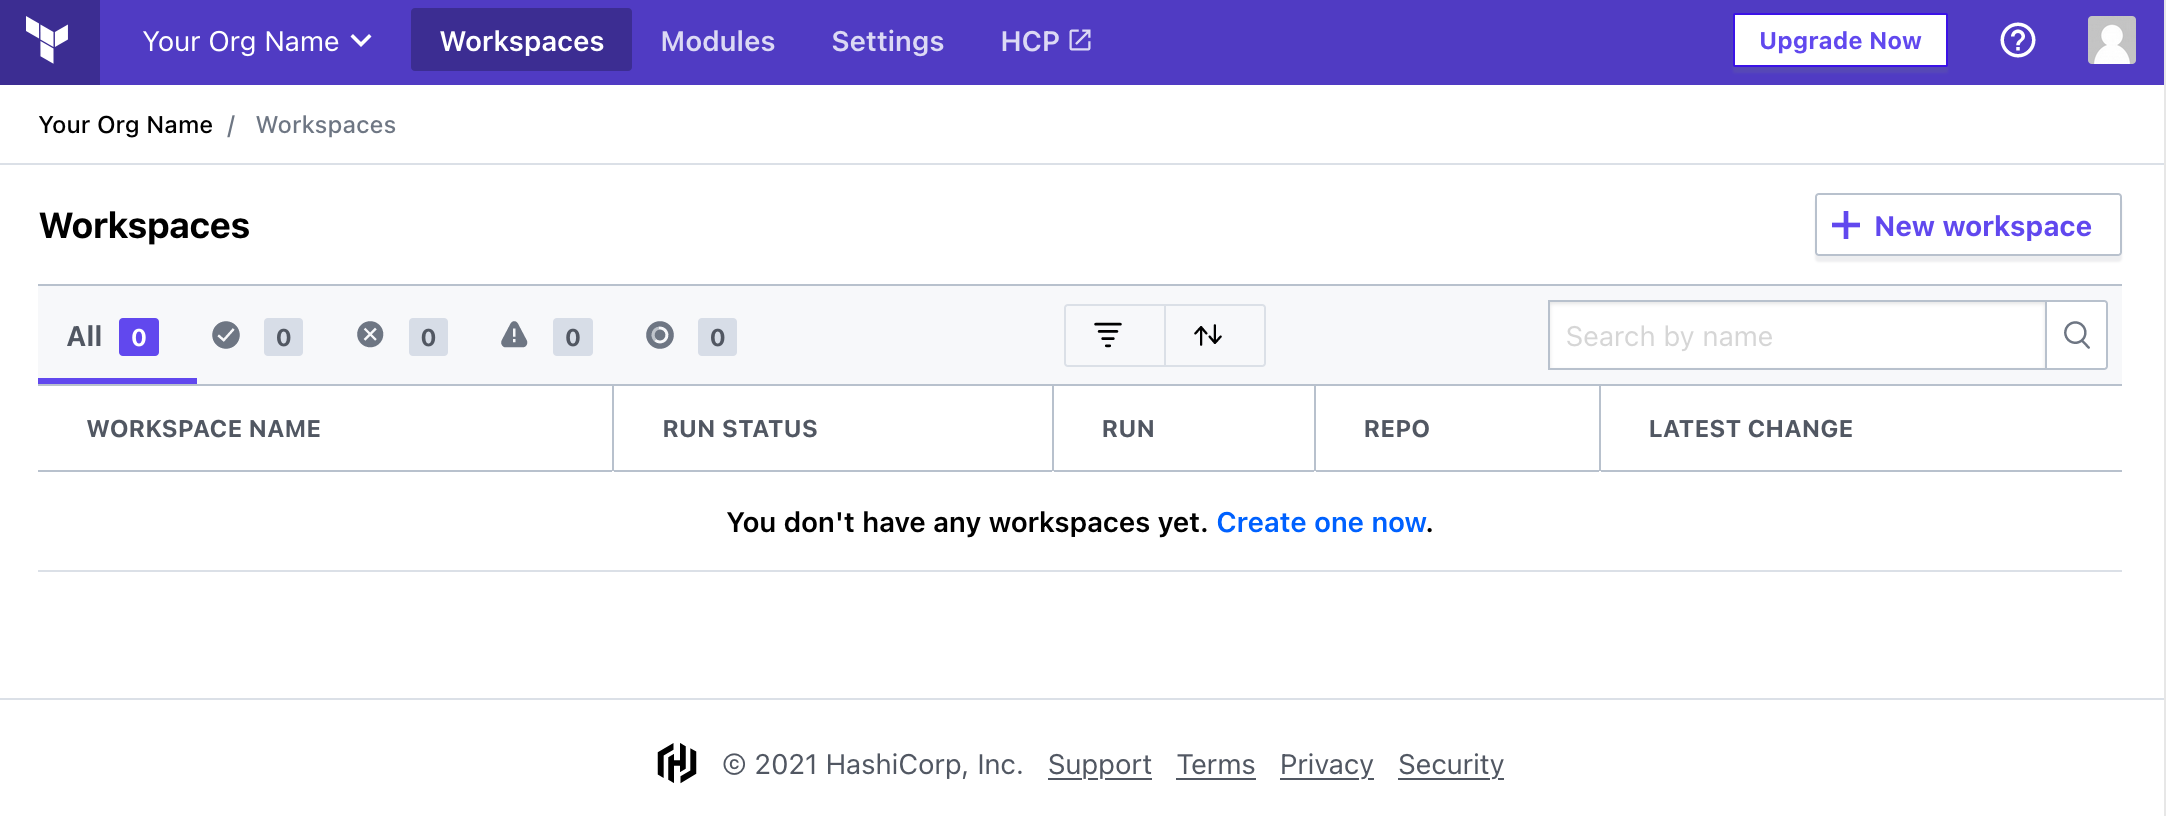 Your Org Name Workspaces Modules Settings HCP Upgrade Now
Your Org Name / Workspaces
Workspaces
New workspace
All 0 0 0 0 0 Search by name
WORKSPACE NAME RUN STATUS RUN REPO LATEST CHANGE
You don't have any workspaces yet. Create one now.
© 2021 HashiCorp, Inc. Support Terms Privacy Security